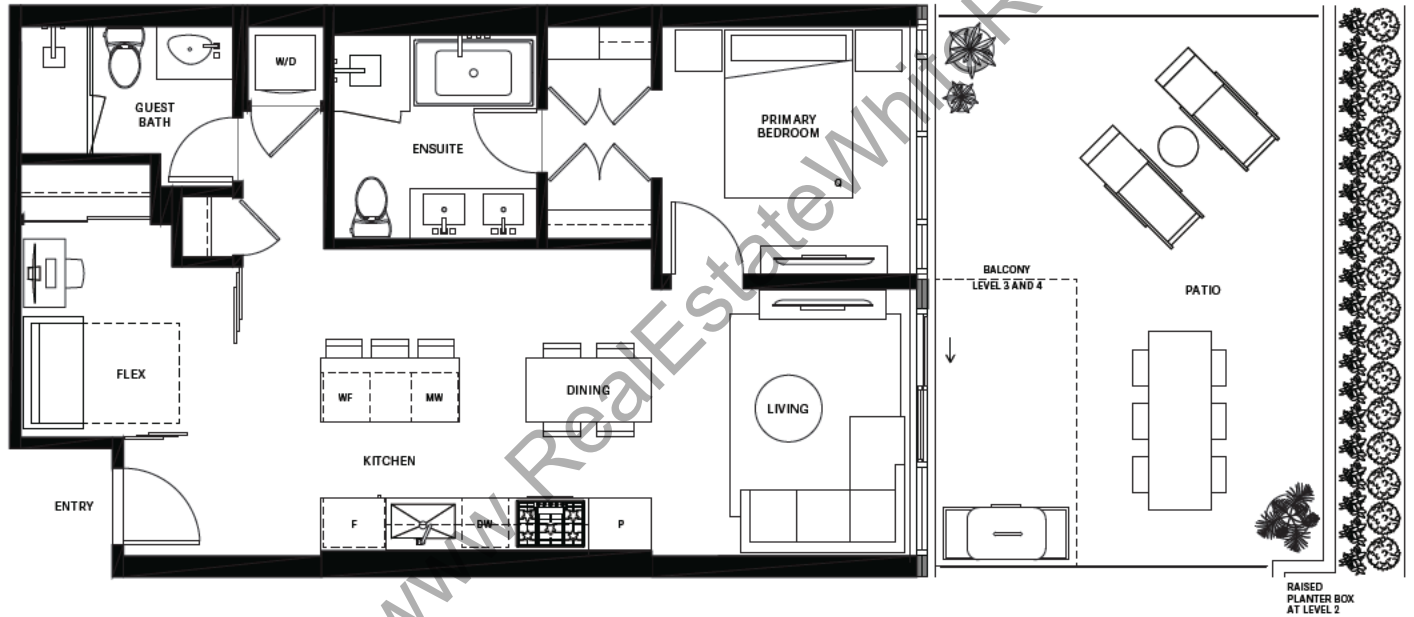 GUEST
BATH
W/D
ENSUITE
PRIMARY
BEDROOM
Q
BALCONY
LEVEL 3 AND 4
PATIO
FLEX
WF
MW
DINING
LIVING
KITCHEN
ENTRY
F
DW
P
RAISED
PLANTER BOX
AT LEVEL 2
www.RealEstateWhiteR